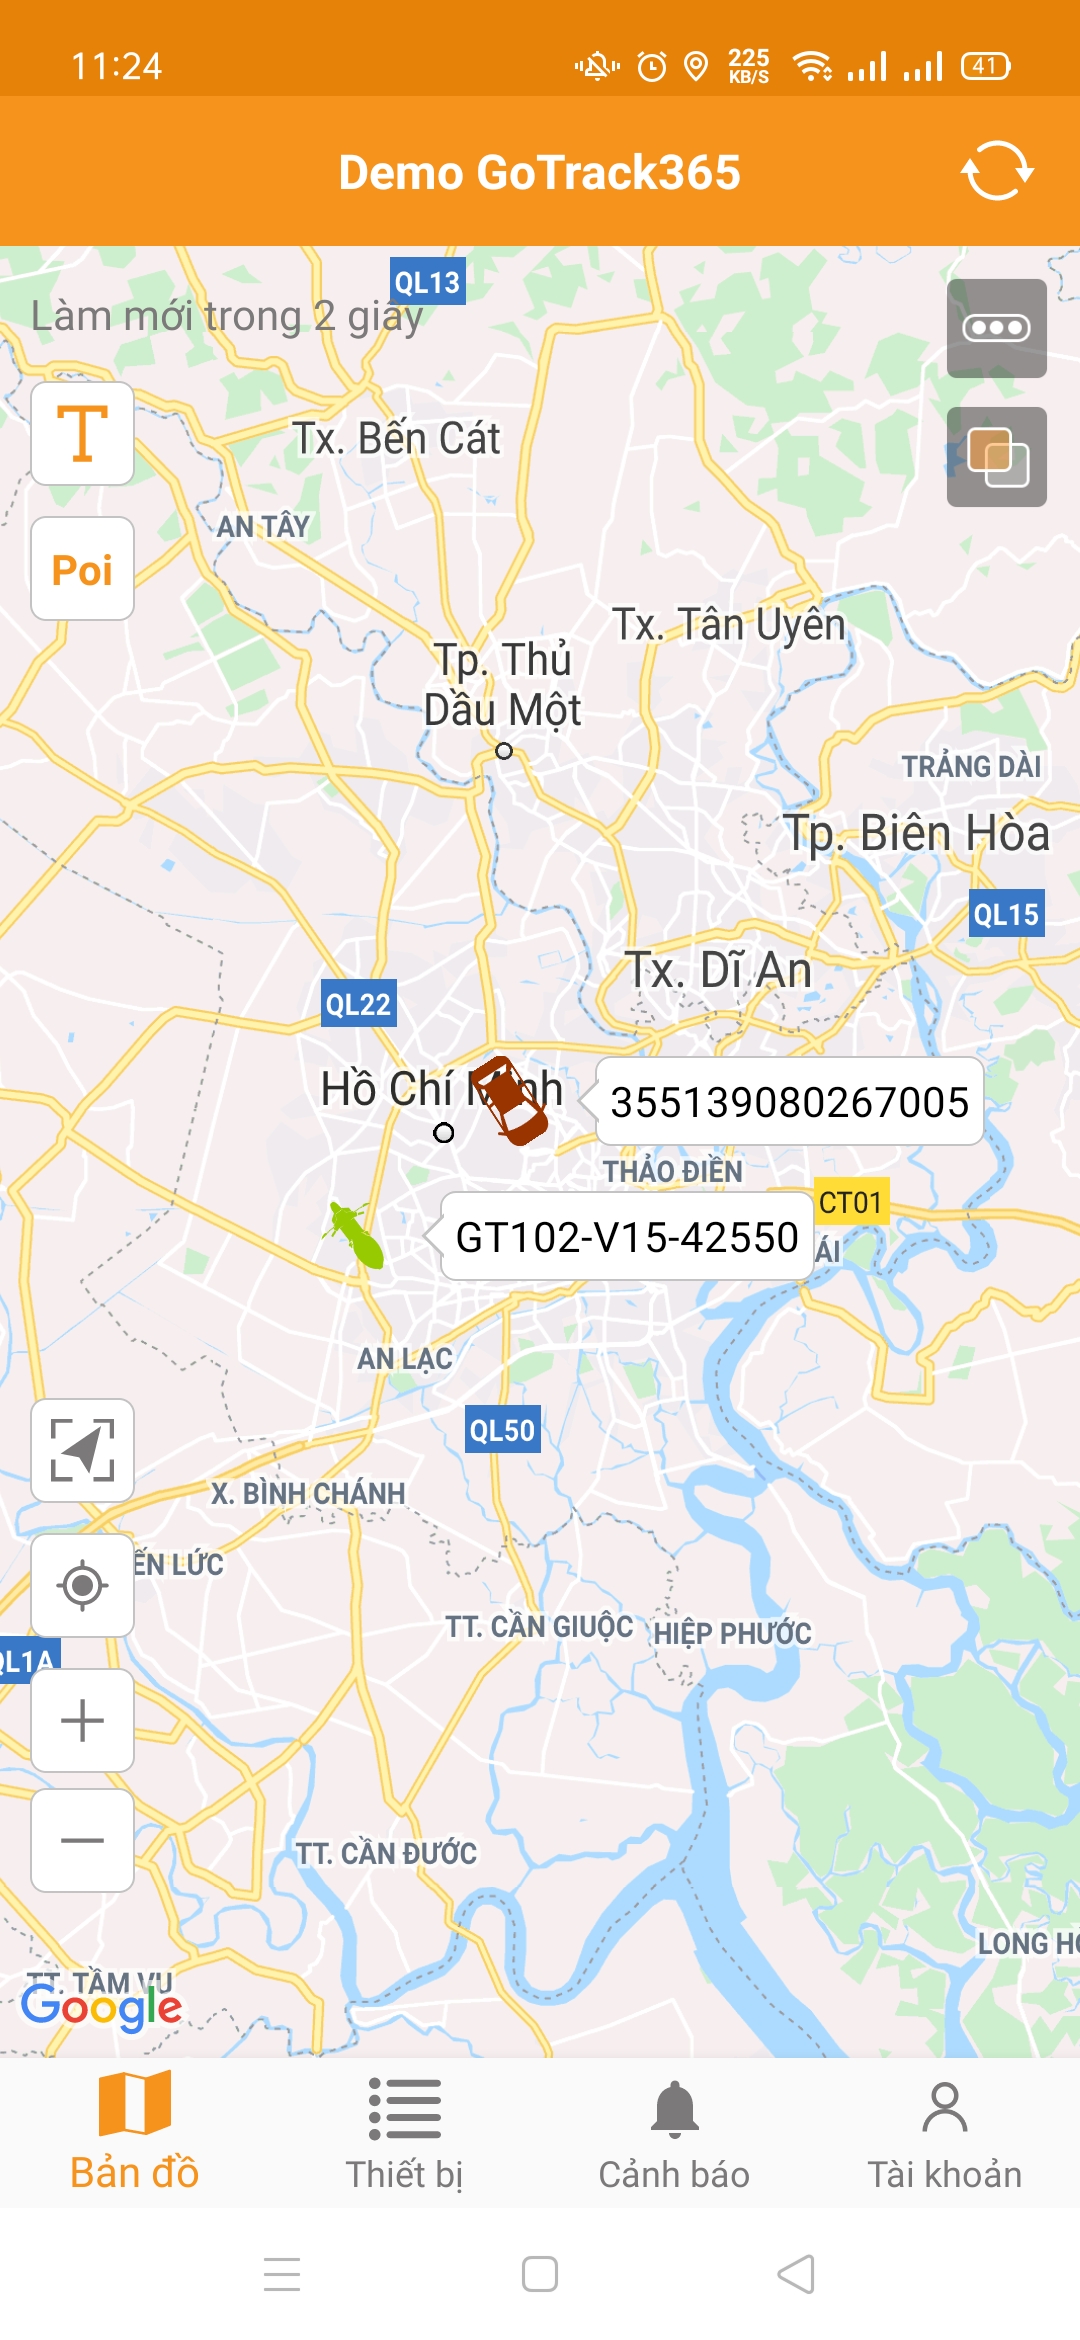 11:24
225
KB/S
41
Demo GoTrack365
QL13
Làm mới trong 2 giây
T
Tx. Bến Cát
AN TÂY
Poi
Tx. Tân Uyên
Tp. Thủ
Dầu Một
TRẢNG DÀI
Tp. Biên Hòa
QL15
Tx. Dĩ An
QL22
Hồ Chí Minh
355139080267005
THẢO ĐIỀN
CT01
GT102-V15-42550
ÁI
AN LẠC
QL50
X. BÌNH CHÁNH
ẾN LỨC
TT. CẦN GIUỘC
HIỆP PHƯỚC
QL1A
TT. CẦN ĐƯỚC
LONG HÒ
TT. TẦM VU
Google
Bản đồ
Thiết bị
Cảnh báo
Tài khoản